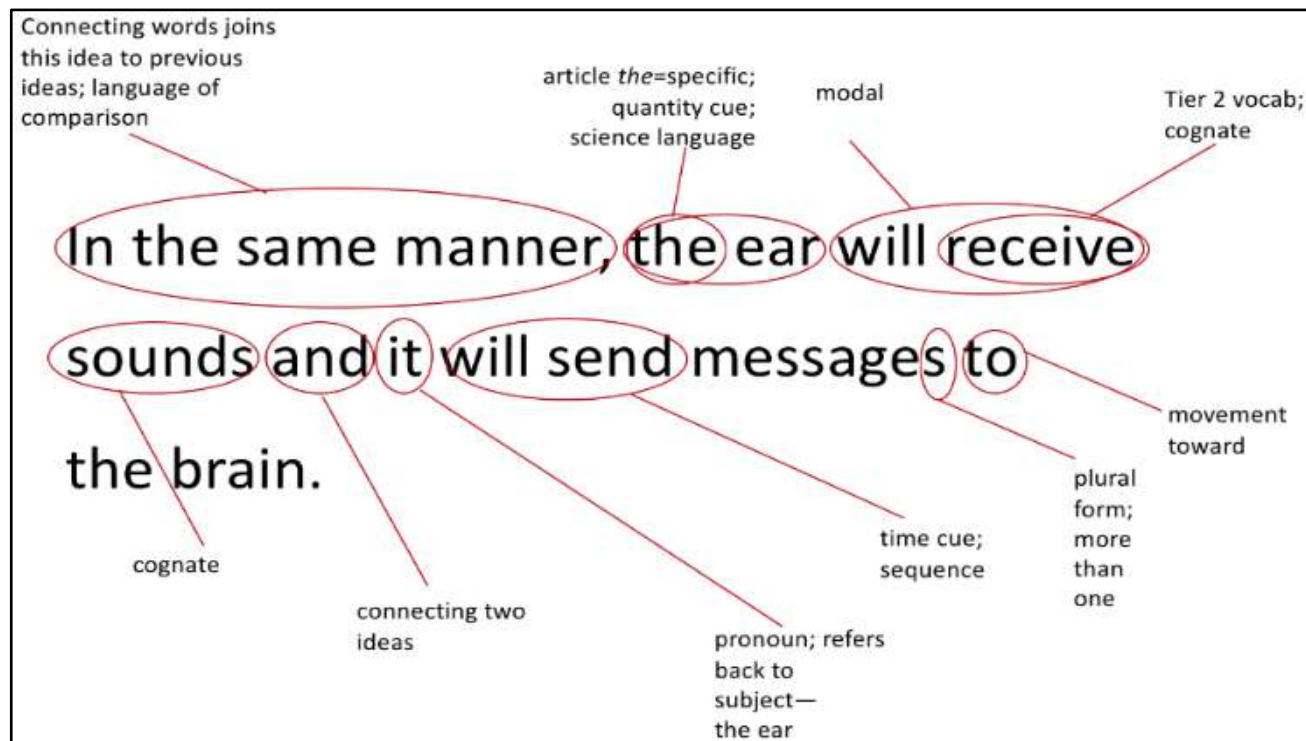 Connecting words joins
this idea to previous
ideas; language of
comparison
article the=specific;
quantity cue;
science language
modal
Tier 2 vocab;
cognate
In the same manner, the ear will receive
sounds and it will send messages to
the brain.
movement
toward
plural
form;
more
than
one
time cue;
sequence
cognate
connecting two
ideas
pronoun; refers
back to
subject—
the ear